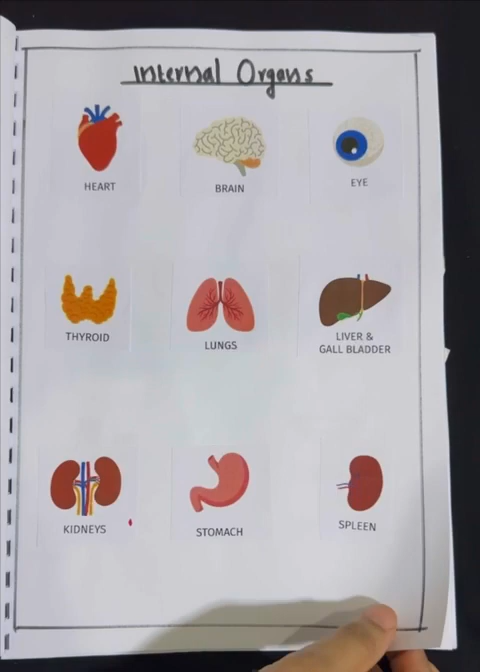 Internal Organs
HEART
BRAIN
EYE
THYROID
LUNGS
LIVER &
GALL BLADDER
KIDNEYS
STOMACH
SPLEEN